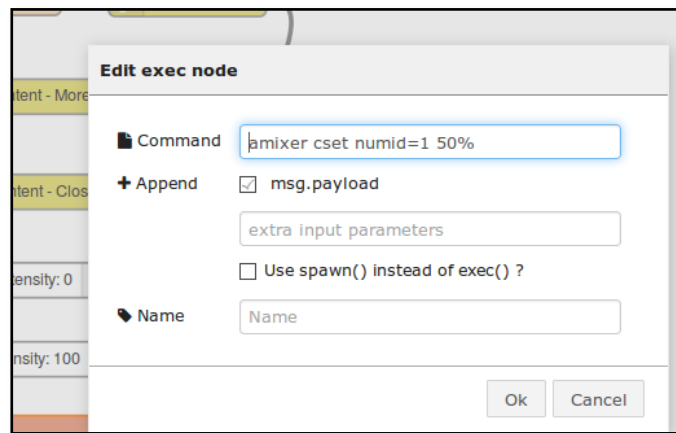 Edit exec node
ntent - More
Command amixer cset numid=1 50%
Append msg.payload
ntent - Clos
extra input parameters
tensity: 0
Use spawn() instead of exec() ?
Name Name
nsity: 100
Ok Cancel